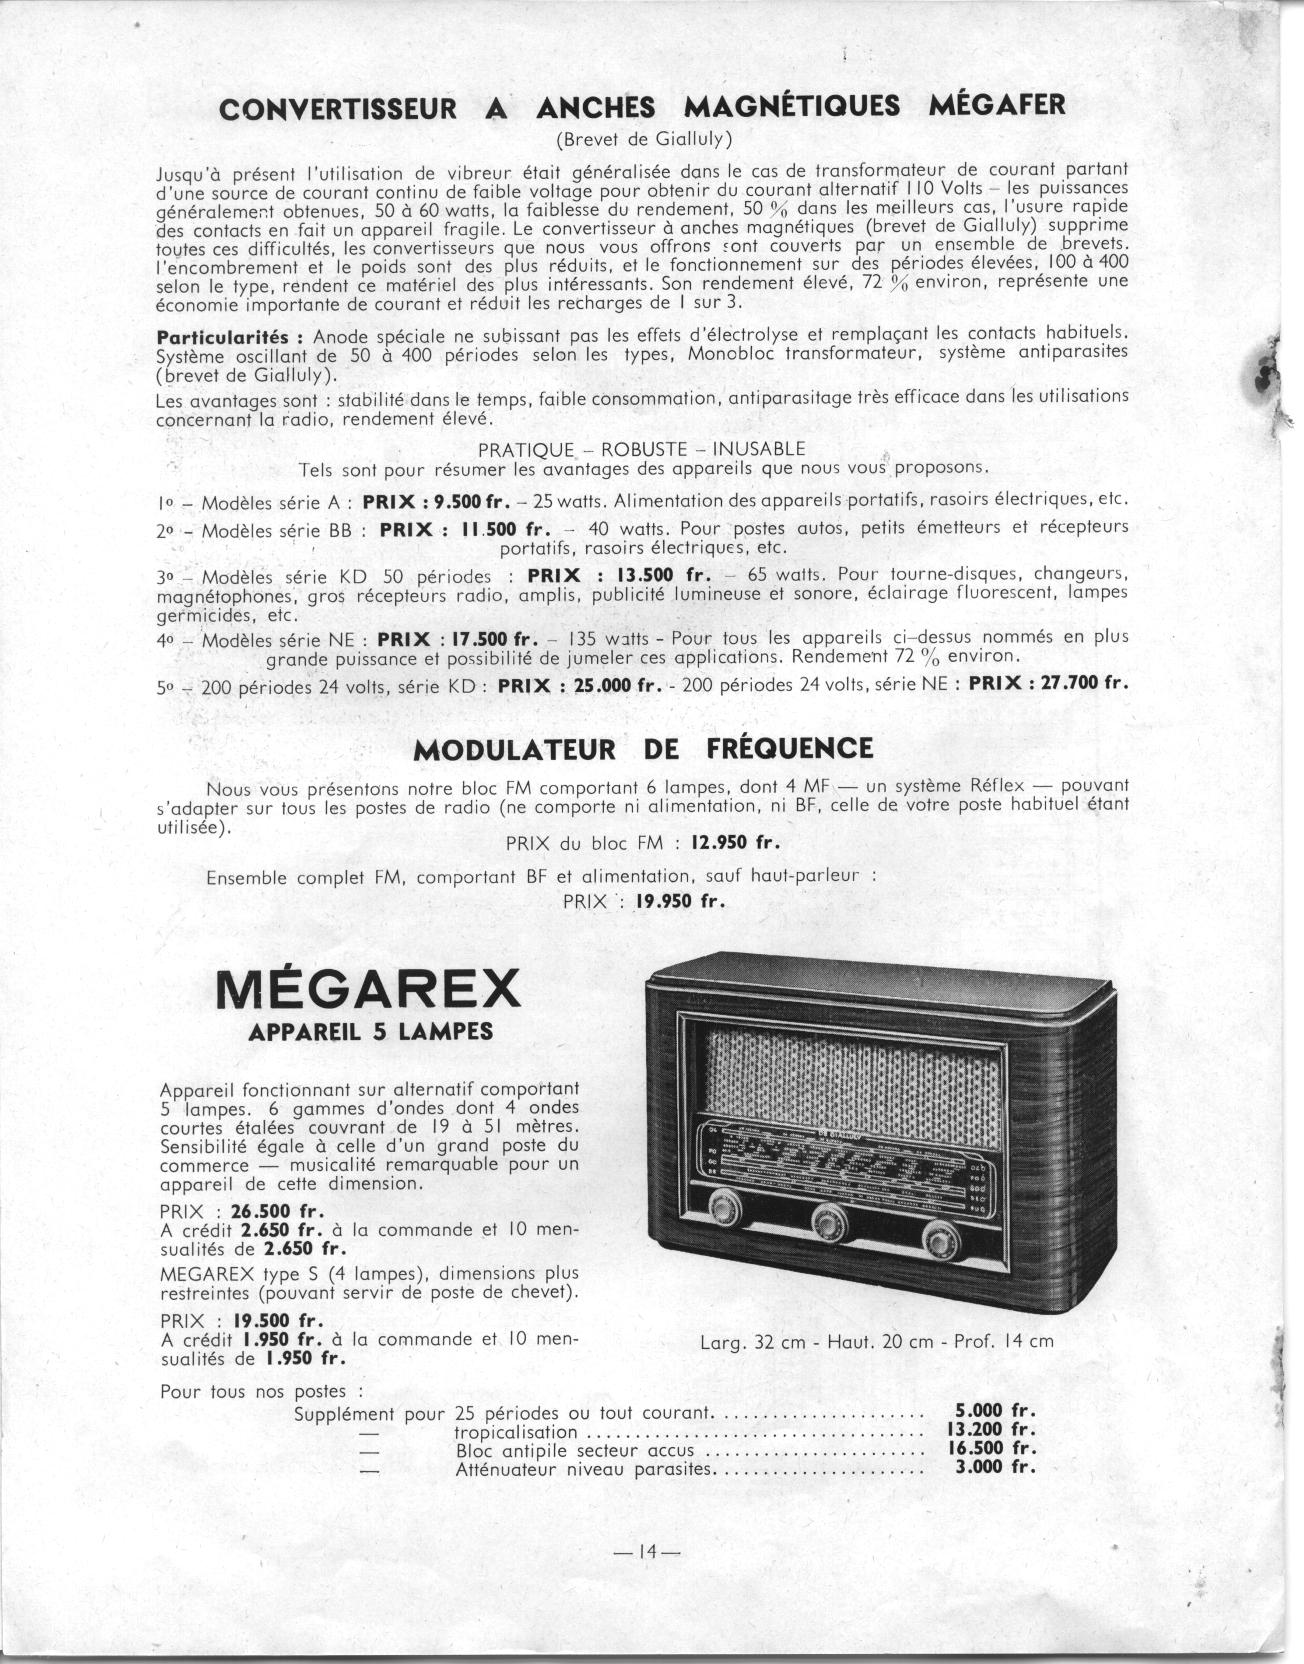 CONVERTISSEUR A ANCHES MAGNÉTIQUES MÉGAFER
(Brevet de Gialluly)
Jusqu'à présent l'utilisation de vibreur était généralisée dans le cas de transformateur de courant partant
d'une source de courant continu de faible voltage pour obtenir du courant alternatif 110 Volts – les puissances
généralement obtenues, 50 à 60 watts, la faiblesse du rendement, 50 % dans les meilleurs cas, l'usure rapide
des contacts en fait un appareil fragile. Le convertisseur à anches magnétiques (brevet de Gialluly) supprime
toutes ces difficultés, les convertisseurs que nous vous offrons sont couverts par un ensemble de brevets.
l'encombrement et le poids sont des plus réduits, et le fonctionnement sur des périodes élevées, 100 à 400
selon le type, rendent ce matériel des plus intéressants. Son rendement élevé, 72 % environ, représente une
économie importante de courant et réduit les recharges de 1 sur 3.
Particularités : Anode spéciale ne subissant pas les effets d'électrolyse et remplaçant les contacts habituels.
Système oscillant de 50 à 400 périodes selon les types, Monobloc transformateur, système antiparasites
(brevet de Gialluly).
Les avantages sont : stabilité dans le temps, faible consommation, antiparasitage très efficace dans les utilisations
concernant la radio, rendement élevé.
PRATIQUE – ROBUSTE – INUSABLE
Tels sont pour résumer les avantages des appareils que nous vous proposons.
1º – Modèles série A : PRIX : 9.500 fr. – 25 watts. Alimentation des appareils portatifs, rasoirs électriques, etc.
2º – Modèles série BB : PRIX : 11.500 fr. – 40 watts. Pour postes autos, petits émetteurs et récepteurs
portatifs, rasoirs électriques, etc.
3º – Modèles série KD 50 périodes : PRIX : 13.500 fr. – 65 watts. Pour tourne-disques, changeurs,
magnétophones, gros récepteurs radio, amplis, publicité lumineuse et sonore, éclairage fluorescent, lampes
germicides, etc.
4º – Modèles série NE : PRIX : 17.500 fr. – 135 watts - Pour tous les appareils ci-dessus nommés en plus
grande puissance et possibilité de jumeler ces applications. Rendement 72 % environ.
5º – 200 périodes 24 volts, série KD : PRIX : 25.000 fr. - 200 périodes 24 volts, série NE : PRIX : 27.700 fr.
MODULATEUR DE FRÉQUENCE
Nous vous présentons notre bloc FM comportant 6 lampes, dont 4 MF — un système Réflex — pouvant
s'adapter sur tous les postes de radio (ne comporte ni alimentation, ni BF, celle de votre poste habituel étant
utilisée).
PRIX du bloc FM : 12.950 fr.
Ensemble complet FM, comportant BF et alimentation, sauf haut-parleur :
PRIX : 19.950 fr.
MÉGAREX
APPAREIL 5 LAMPES
Appareil fonctionnant sur alternatif comportant
5 lampes. 6 gammes d'ondes dont 4 ondes
courtes étalées couvrant de 19 à 51 mètres.
Sensibilité égale à celle d'un grand poste du
commerce — musicalité remarquable pour un
appareil de cette dimension.
PRIX : 26.500 fr.
A crédit 2.650 fr. à la commande et 10 men-
sualités de 2.650 fr.
MEGAREX type S (4 lampes), dimensions plus
restreintes (pouvant servir de poste de chevet).
PRIX : 19.500 fr.
A crédit 1.950 fr. à la commande et 10 men-
sualités de 1.950 fr.
DE GIALLULY
Larg. 32 cm - Haut. 20 cm - Prof. 14 cm
Pour tous nos postes :
Supplément pour 25 périodes ou tout courant. . . . . . . . . . . . . . . . . . . . . . 5.000 fr.
— tropicalisation . . . . . . . . . . . . . . . . . . . . . . . . . . . . . . . . . . . 13.200 fr.
— Bloc antipile secteur accus . . . . . . . . . . . . . . . . . . . . . . . 16.500 fr.
— Atténuateur niveau parasites. . . . . . . . . . . . . . . . . . . . . . 3.000 fr.
— 14 —